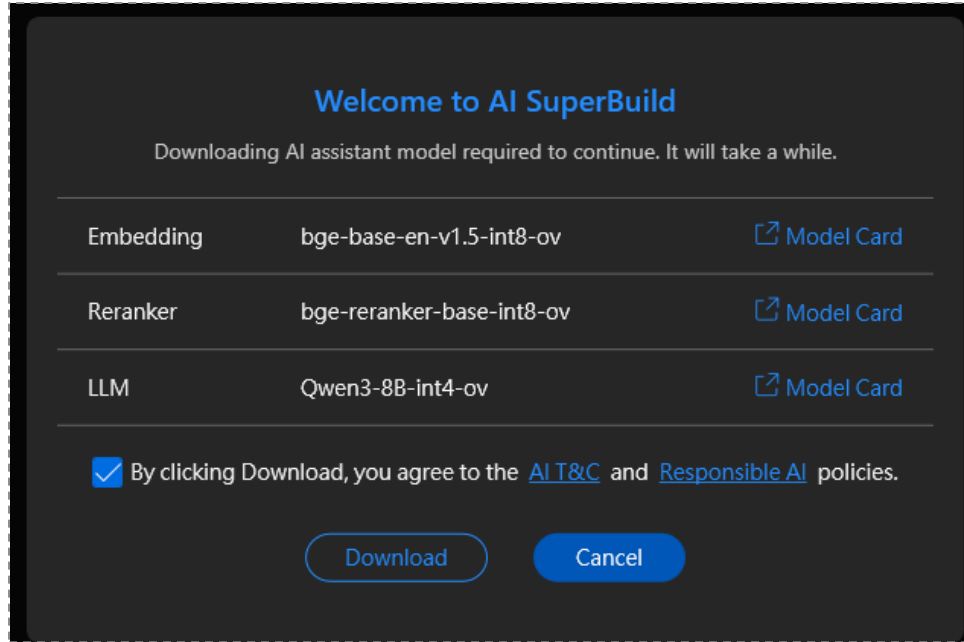 Welcome to AI SuperBuild
Downloading AI assistant model required to continue. It will take a while.
Embedding bge-base-en-v1.5-int8-ov Model Card
Reranker bge-reranker-base-int8-ov Model Card
LLM Qwen3-8B-int4-ov Model Card
By clicking Download, you agree to the AI T&C and Responsible AI policies.
Download Cancel